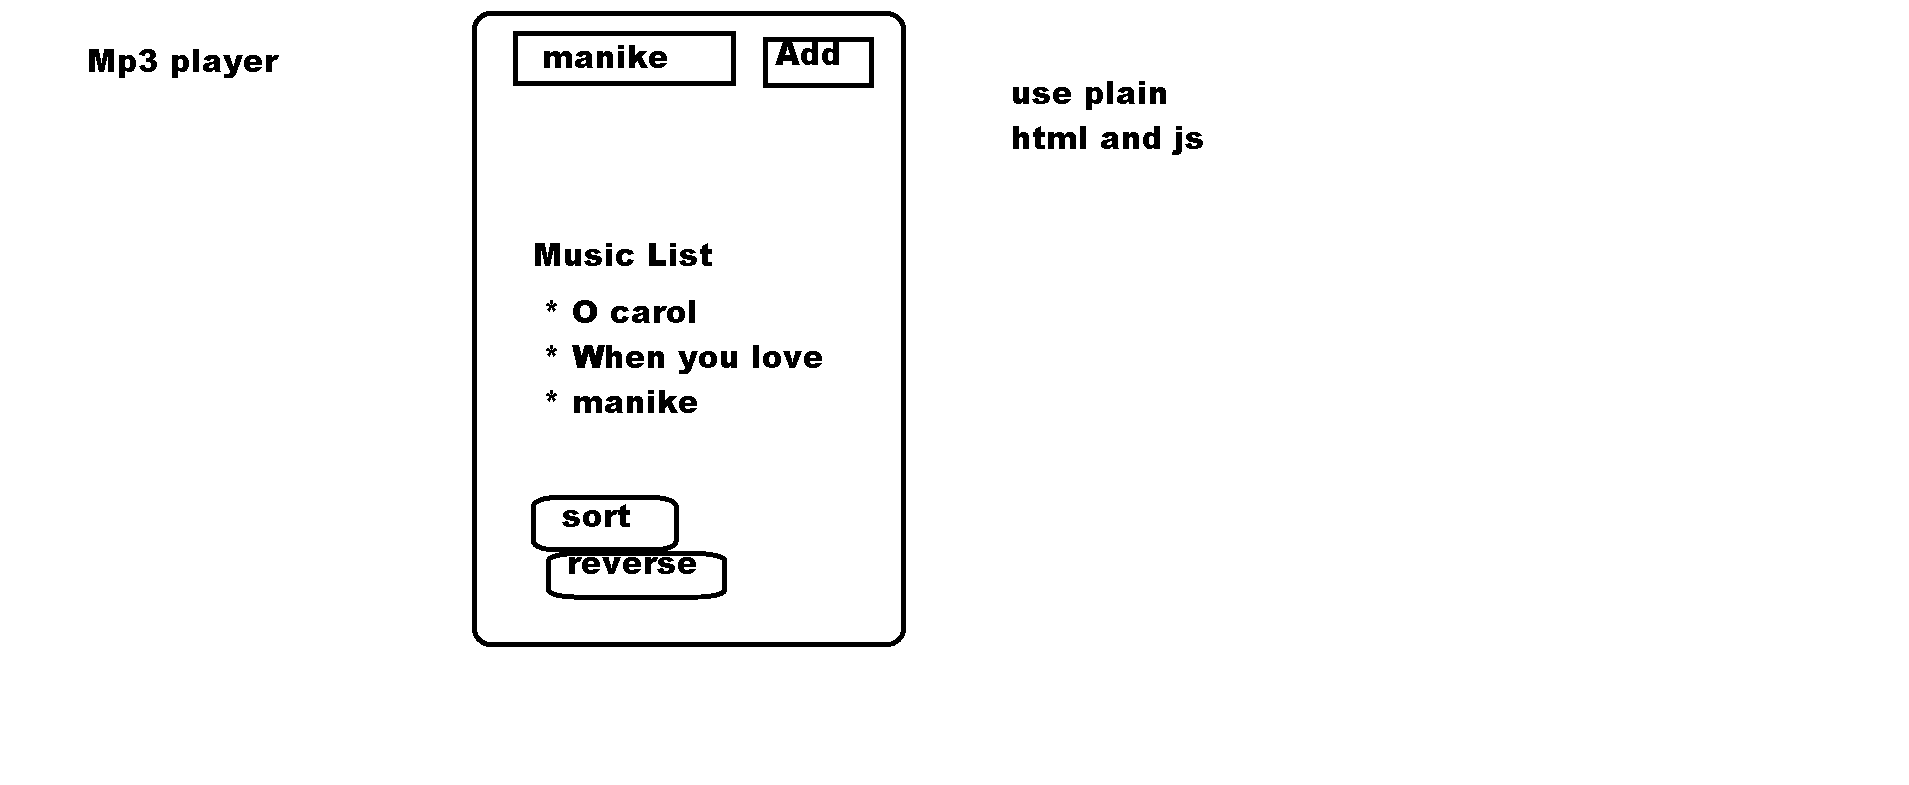 Mp3 player
manike
Add
use plain
html and js
Music List
* O carol
* When you love
* manike
sort
reverse